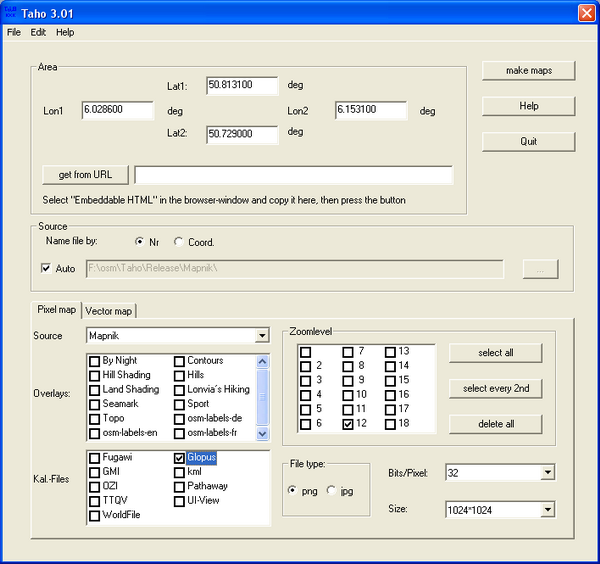 Taho 3.01
File Edit Help
Area
Lat1: 50.813100 deg
Lon1 6.028600 deg Lon2 6.153100 deg
Lat2: 50.729000 deg
make maps
Help
Quit
get from URL
Select "Embeddable HTML" in the browser-window and copy it here, then press the button
Source
Name file by: Nr Coord.
Auto F:\osm\Taho\Release\Mapnik\ ...
Pixel map Vector map
Source Mapnik
Overlays:
By Night Contours
Hill Shading Hills
Land Shading Lonvia´s Hiking
Seamark Sport
Topo osm-labels-de
osm-labels-en osm-labels-fr
Kal.-Files
Fugawi Glopus
GMI kml
OZI Pathaway
TTQV UI-View
WorldFile
Zoomlevel
7 13
2 8 14
3 9 15
4 10 16
5 11 17
6 12 18
select all
select every 2nd
delete all
File type:
png jpg
Bits/Pixel: 32
Size: 1024*1024